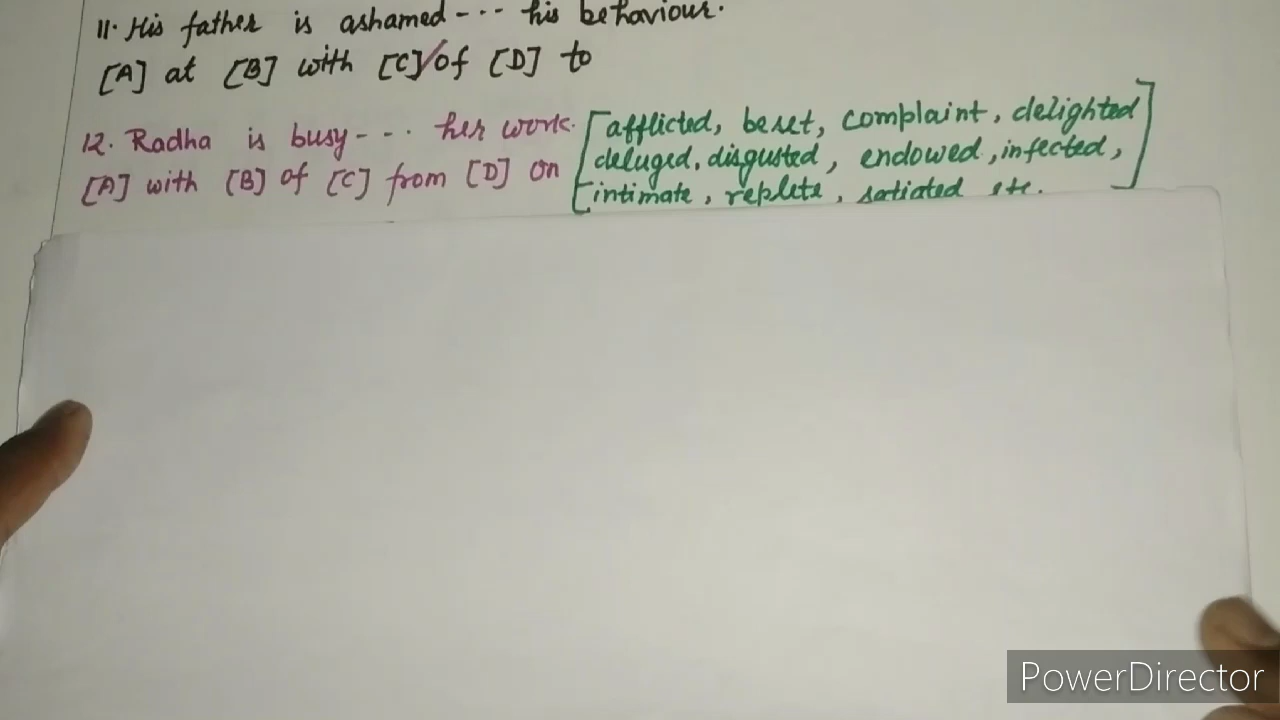 11. His father is ashamed --- his behaviour.
[A] at [B] with [C] of [D] to
12. Radha is busy --- her work.
[A] with [B] of [C] from [D] on
[afflicted, beset, complaint, delighted
deluged, disgusted, endowed, infected,
intimate, replete, satiated etc.]
PowerDirector